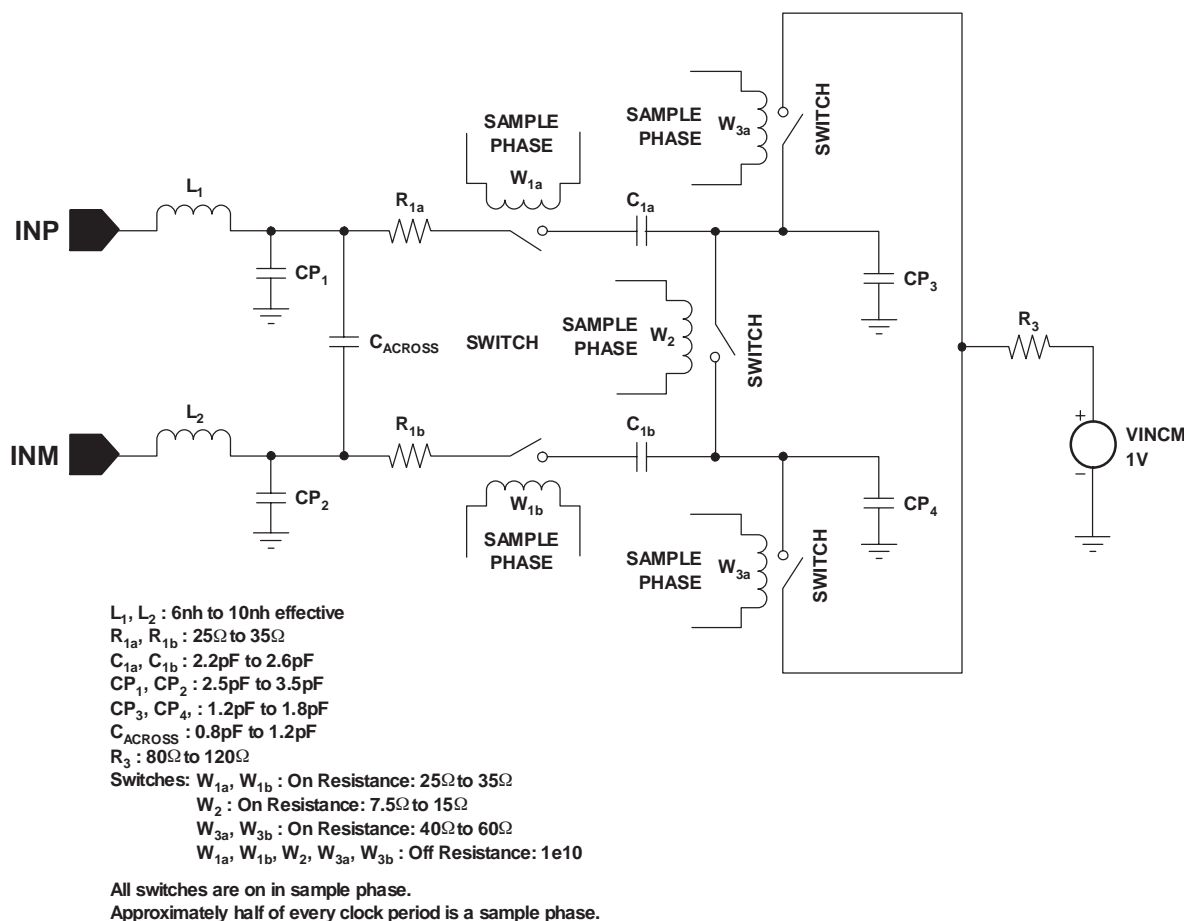 SAMPLE
PHASE
W3a
SWITCH
SAMPLE
PHASE
W1a
L1
R1a
C1a
INP
CP1
CP3
SAMPLE
PHASE
W2
SWITCH
R3
CACROSS
SWITCH
L2
R1b
C1b
INM
VINCM
1V
+
−
CP2
W1b
SAMPLE
PHASE
CP4
SAMPLE
PHASE
W3a
SWITCH
L1, L2 : 6nh to 10nh effective
R1a, R1b : 25Ω to 35Ω
C1a, C1b : 2.2pF to 2.6pF
CP1, CP2 : 2.5pF to 3.5pF
CP3, CP4, : 1.2pF to 1.8pF
CACROSS : 0.8pF to 1.2pF
R3 : 80Ω to 120Ω
Switches: W1a, W1b : On Resistance: 25Ω to 35Ω
W2 : On Resistance: 7.5Ω to 15Ω
W3a, W3b : On Resistance: 40Ω to 60Ω
W1a, W1b, W2, W3a, W3b : Off Resistance: 1e10
All switches are on in sample phase.
Approximately half of every clock period is a sample phase.